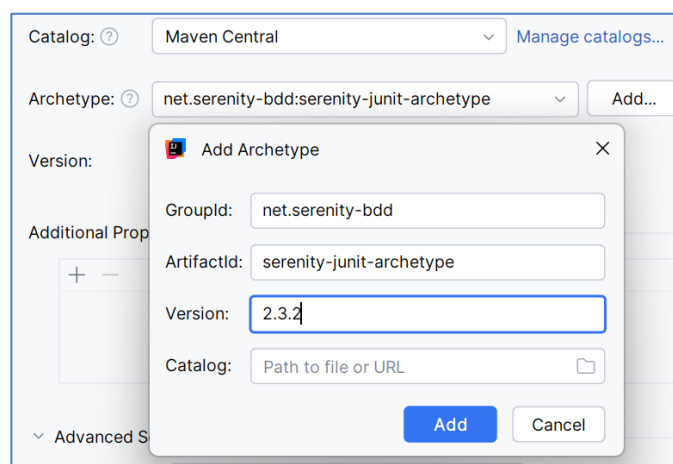 Catalog: ? Maven Central Manage catalogs...
Archetype: ? net.serenity-bdd:serenity-junit-archetype Add...
Version:
Additional Prop
Advanced S
IJ Add Archetype
GroupId: net.serenity-bdd
ArtifactId: serenity-junit-archetype
Version: 2.3.2
Catalog: Path to file or URL
Add Cancel